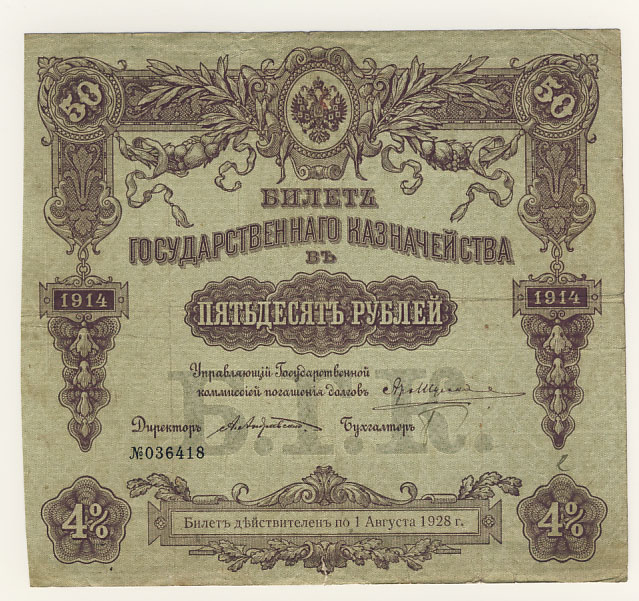 50 50
БИЛЕТЪ
ГОСУДАРСТВЕННАГО КАЗНАЧЕЙСТВА
ВЪ
1914 1914
ПЯТЬДЕСЯТЪ РУБЛЕЙ
Управляющій Государственной
коммиссіей погашенія долговъ
Директоръ Бухгалтеръ
№036418
Б.Г.К.
4% 4%
Билетъ дѣйствителенъ по 1 Августа 1928 г.